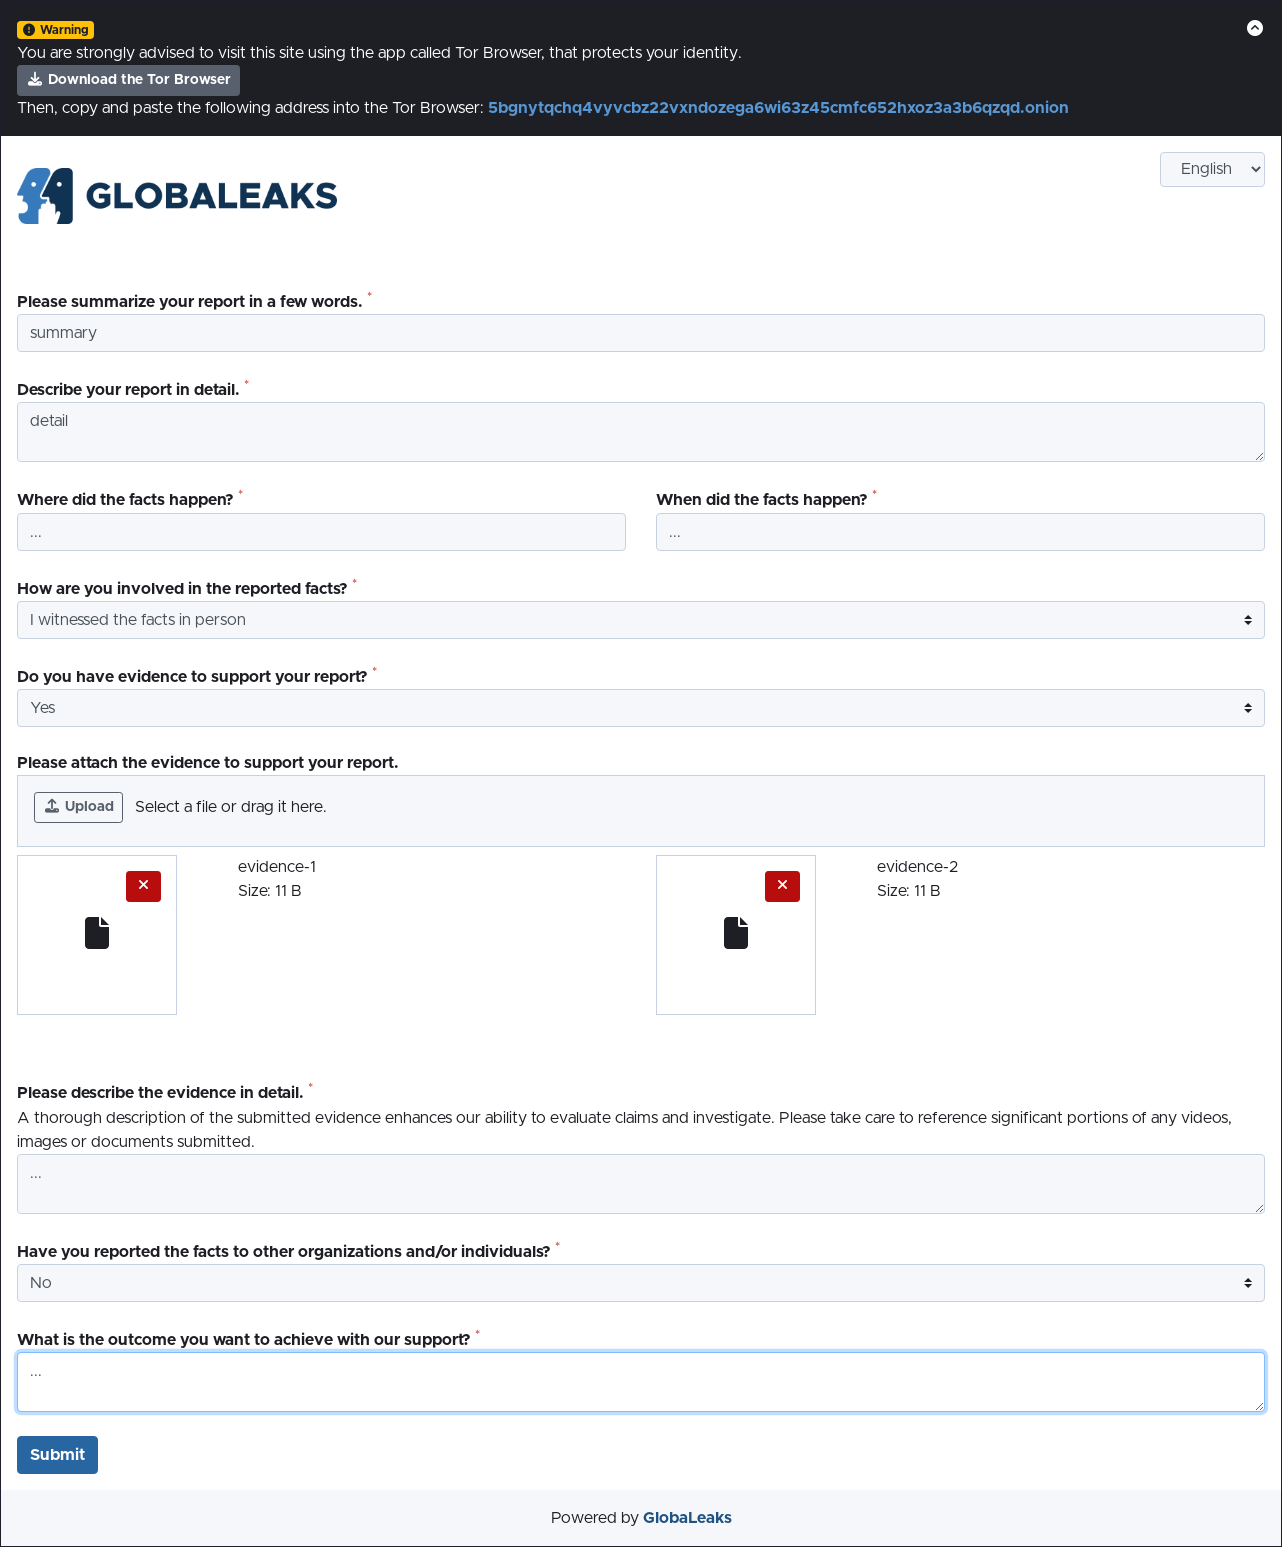 Warning
You are strongly advised to visit this site using the app called Tor Browser, that protects your identity.
Download the Tor Browser
Then, copy and paste the following address into the Tor Browser: 5bgnytqchq4vyvcbz22vxndozega6wi63z45cmfc652hxoz3a3b6qzqd.onion
GLOBALEAKS
English
Please summarize your report in a few words. *
summary
Describe your report in detail. *
detail
Where did the facts happen? *
...
When did the facts happen? *
...
How are you involved in the reported facts? *
I witnessed the facts in person
Do you have evidence to support your report? *
Yes
Please attach the evidence to support your report.
Upload
Select a file or drag it here.
evidence-1
Size: 11 B
evidence-2
Size: 11 B
Please describe the evidence in detail. *
A thorough description of the submitted evidence enhances our ability to evaluate claims and investigate. Please take care to reference significant portions of any videos,
images or documents submitted.
...
Have you reported the facts to other organizations and/or individuals? *
No
What is the outcome you want to achieve with our support? *
...
Submit
Powered by GlobaLeaks